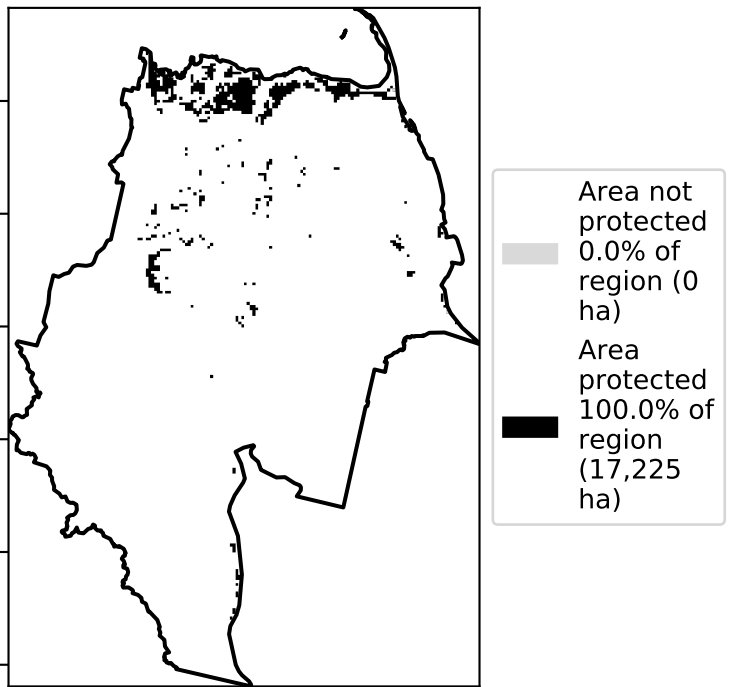 Area not
protected
0.0% of
region (0
ha)
Area
protected
100.0% of
region
(17,225
ha)